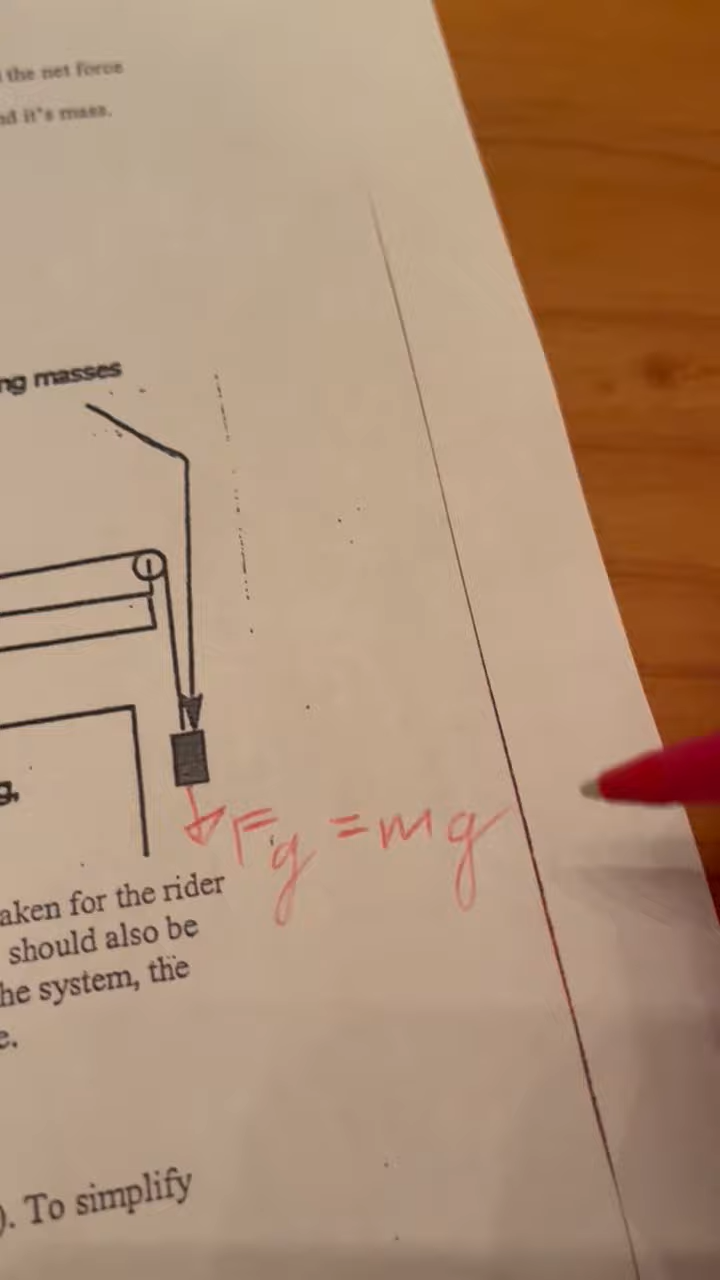 the net force
nd it's mass.
ng masses
g,
Fg = mg
aken for the rider
should also be
he system, the
e.
). To simplify